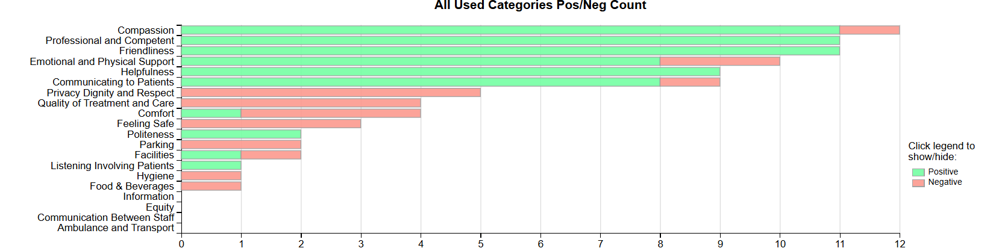 All Used Categories Pos/Neg Count
Compassion
Professional and Competent
Friendliness
Emotional and Physical Support
Helpfulness
Communicating to Patients
Privacy Dignity and Respect
Quality of Treatment and Care
Comfort
Feeling Safe
Politeness
Parking
Facilities
Listening Involving Patients
Hygiene
Food & Beverages
Information
Equity
Communication Between Staff
Ambulance and Transport
0 1 2 3 4 5 6 7 8 9 10 11 12
Click legend to
show/hide:
Positive
Negative